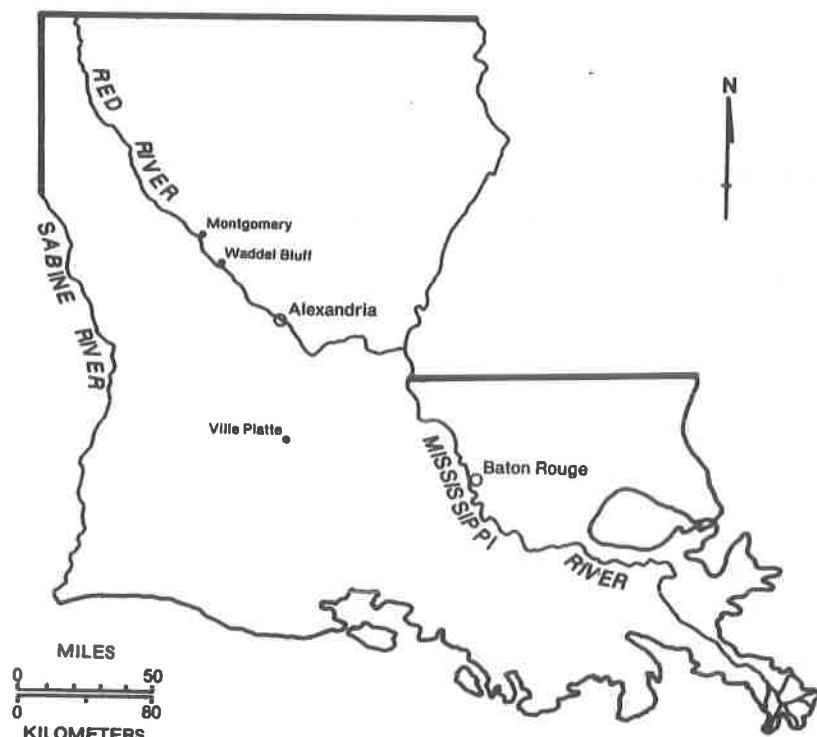 N
RED
RIVER
Montgomery
Waddel Bluff
SABINE
RIVER
Alexandria
Ville Platte
MISSISSIPPI
RIVER
Baton Rouge
MILES
0 50
0 80
KILOMETERS